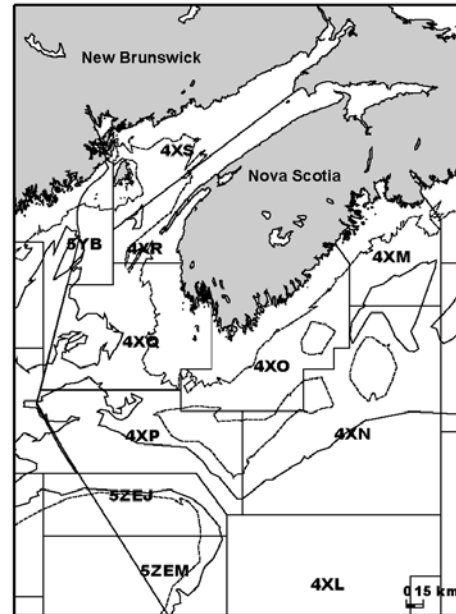 New Brunswick
4XS
Nova Scotia
5YB
4XR
4XM
4XQ
4XO
4XP
4XN
5ZEJ
5ZEM
4XL
0 15 km